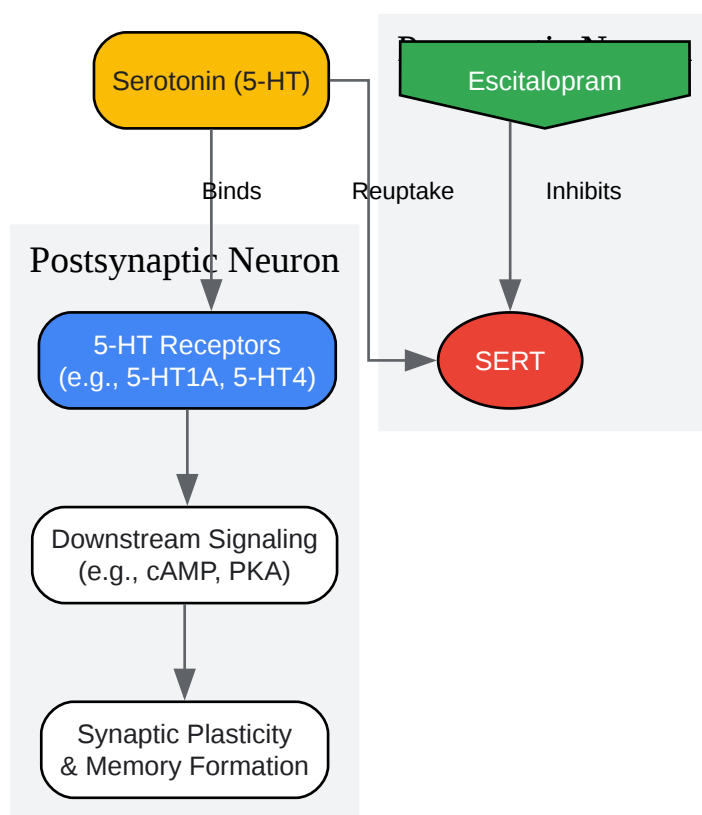 Serotonin (5-HT)
Escitalopram
Binds
Reuptake
Inhibits
Postsynaptic Neuron
5-HT Receptors
(e.g., 5-HT1A, 5-HT4)
SERT
Downstream Signaling
(e.g., cAMP, PKA)
Synaptic Plasticity
& Memory Formation